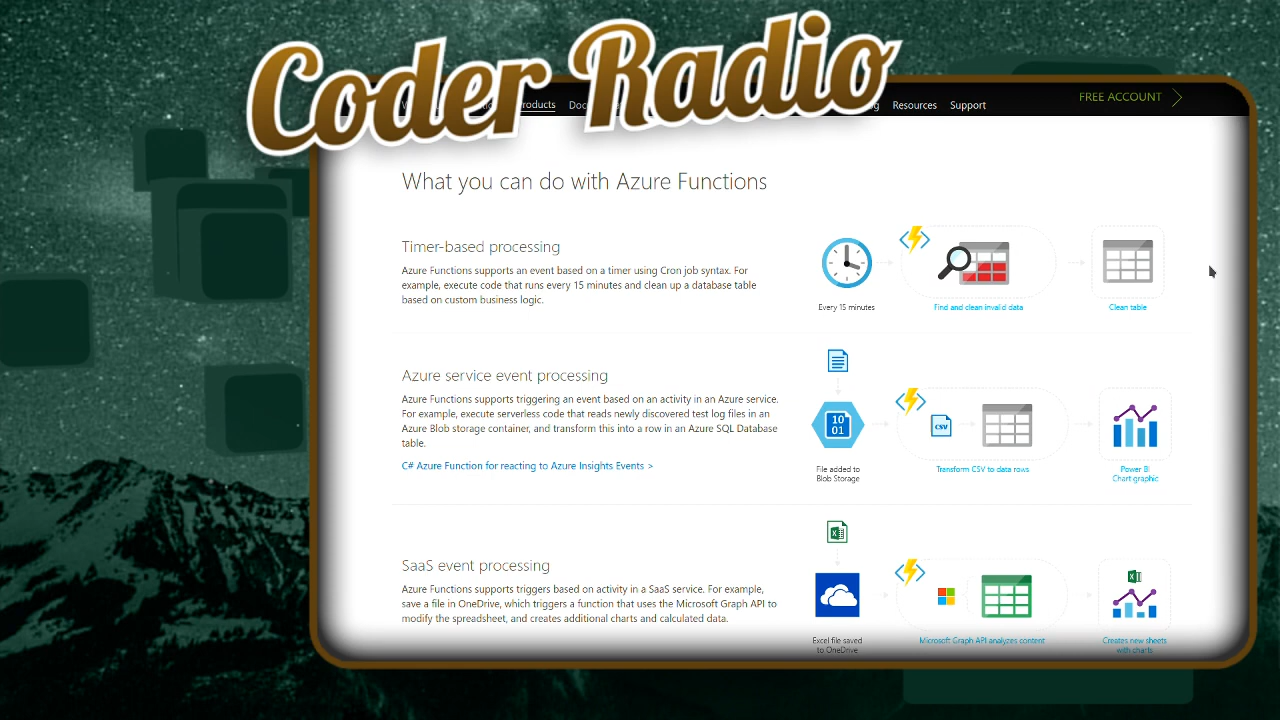 Coder Radio
Products
Resources
Support
FREE ACCOUNT
What you can do with Azure Functions
Timer-based processing
Azure Functions supports an event based on a timer using Cron job syntax. For
example, execute code that runs every 15 minutes and clean up a database table
based on custom business logic.
Every 15 minutes
Find and clean invalid data
Clean table
Azure service event processing
Azure Functions supports triggering an event based on an activity in an Azure service.
For example, execute serverless code that reads newly discovered test log files in an
Azure Blob storage container, and transform this into a row in an Azure SQL Database
table.
C# Azure Function for reacting to Azure Insights Events >
10
01
CSV
File added to
Blob Storage
Transform CSV to data rows
Power BI
Chart graphic
SaaS event processing
Azure Functions supports triggers based on activity in a SaaS service. For example,
save a file in OneDrive, which triggers a function that uses the Microsoft Graph API to
modify the spreadsheet, and creates additional charts and calculated data.
Excel file saved
to OneDrive
Microsoft Graph API analyzes content
Creates new sheets
with charts